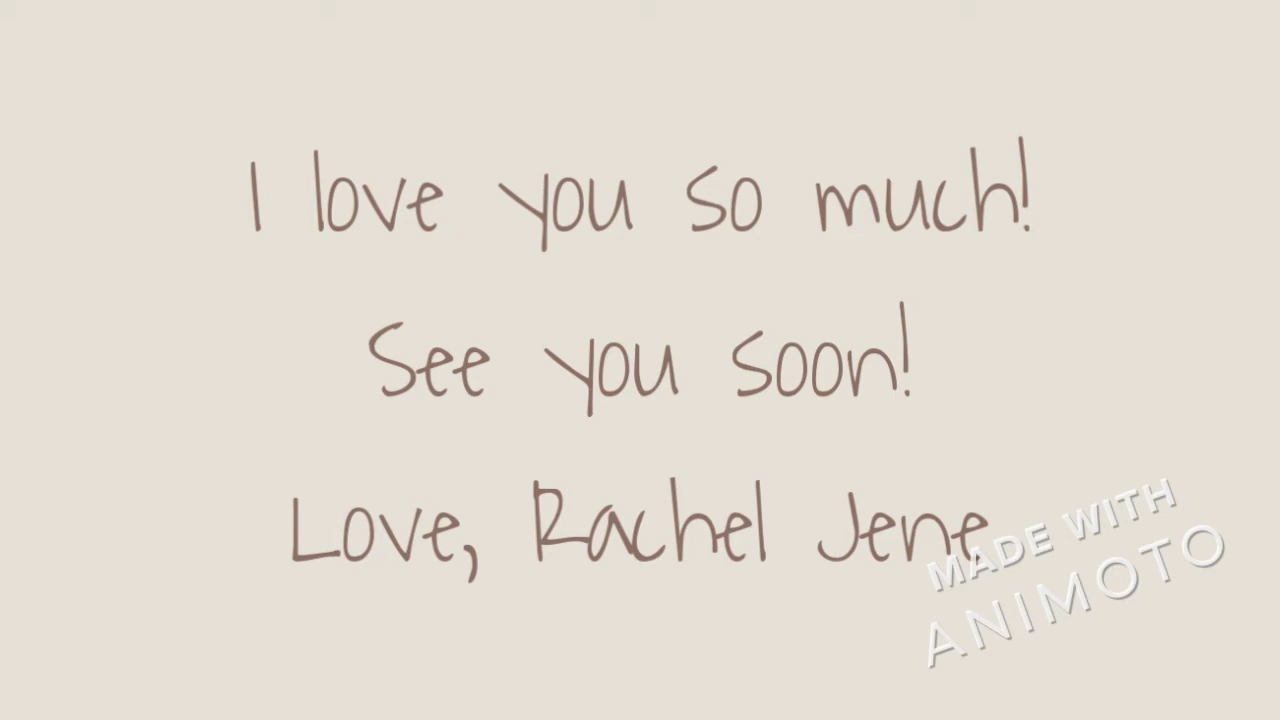 I love you so much!
See you soon!
Love, Rachel Jene
MADE WITH
ANIMOTO